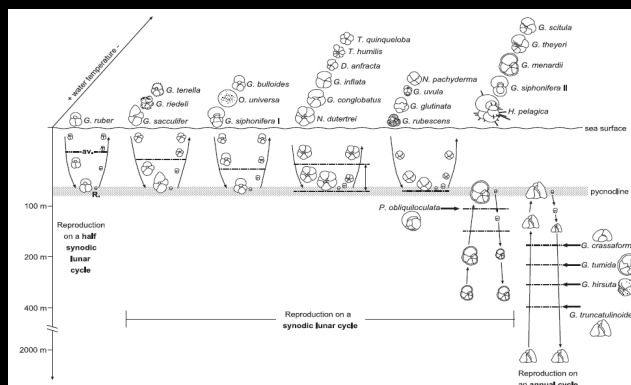 + water temperature -
G. scitula
T. quinqueloba
G. theyeri
T. humilis
G. menardii
D. anfracta
G. bulloides
G. inflata
N. pachyderma
G. siphonifera II
G. tenella
O. universa
G. uvula
G. riedeli
G. conglobatus
G. glutinata
H. pelagica
G. ruber
G. sacculifer
G. siphonifera I
N. dutertrei
G. rubescens
sea surface
av.
R.
pycnocline
100 m
P. obliquiloculata
Reproduction
on a half
synodic
lunar
cycle
G. crassaform
200 m
G. tumida
G. hirsuta
400 m
G. truncatulinoide
Reproduction on a
synodic lunar cycle
2000 m
Reproduction on
an annual cycle